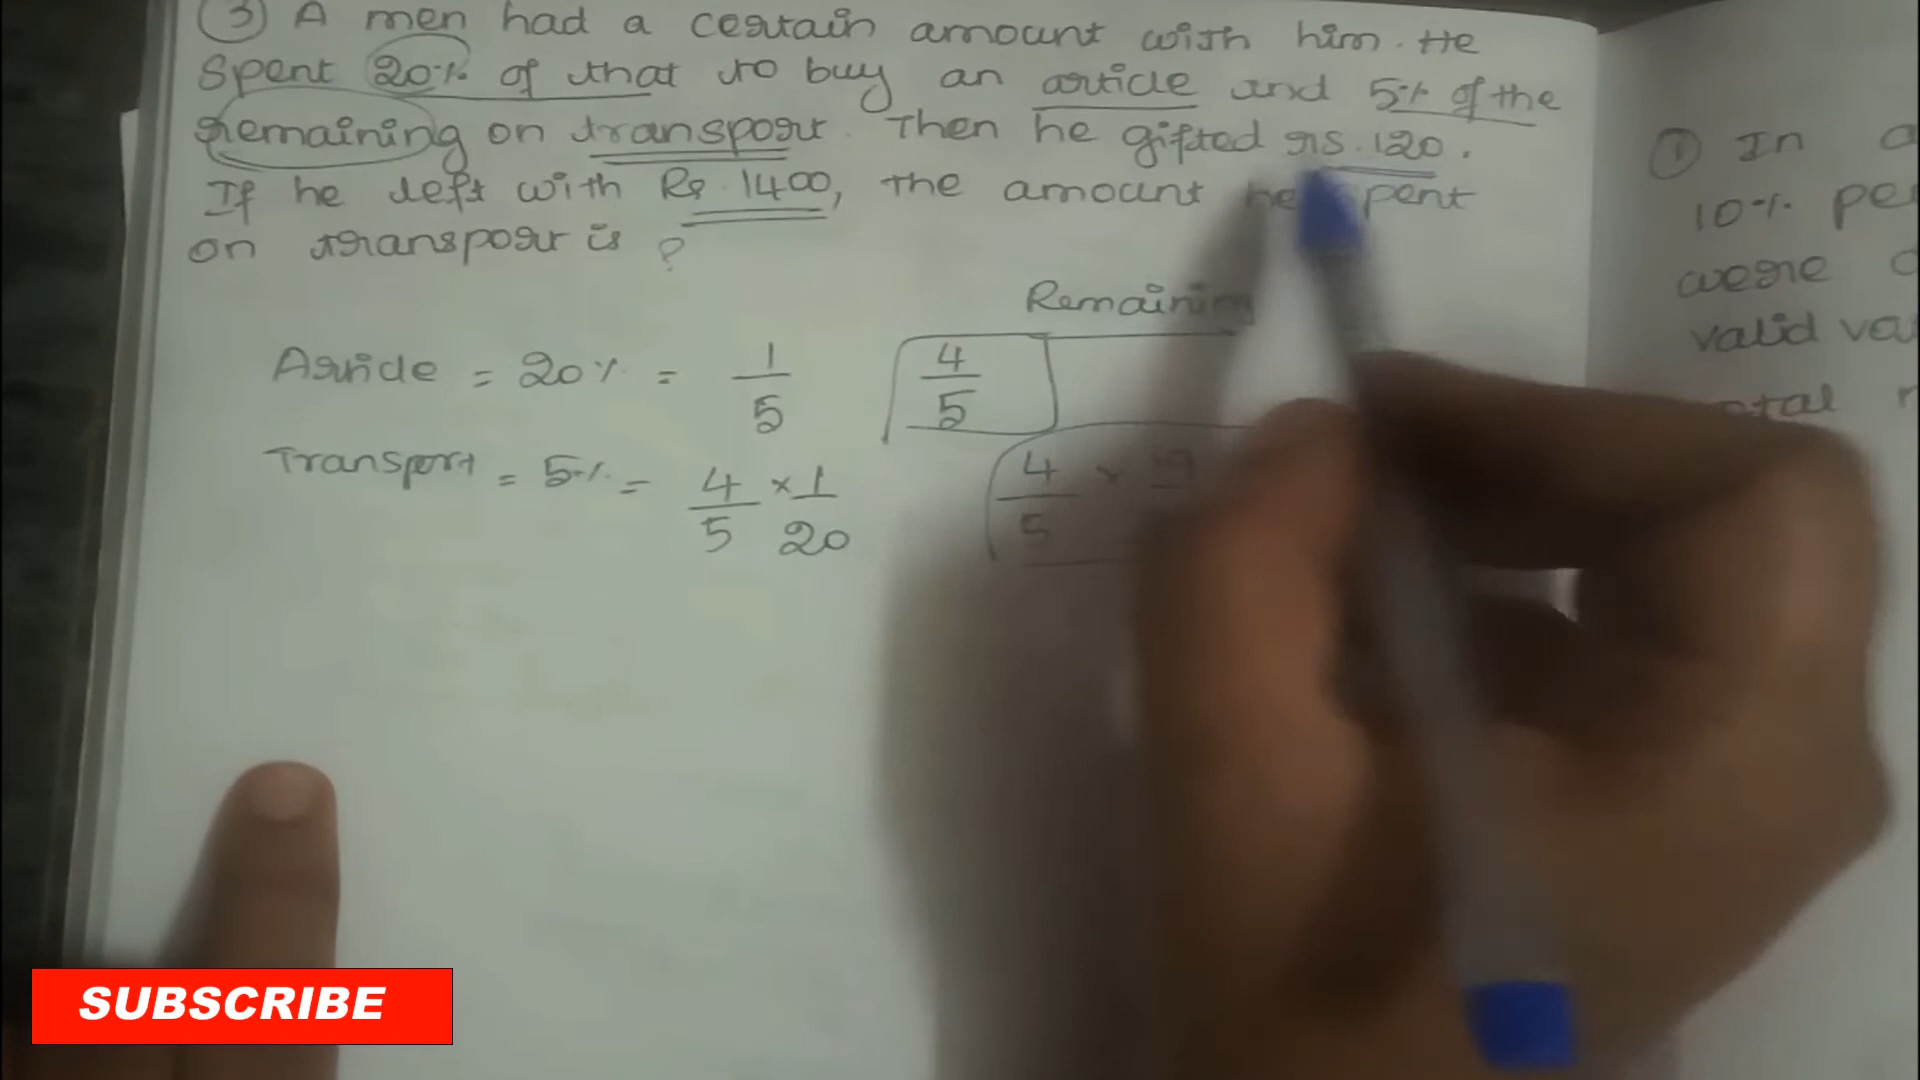 3 A men had a certain amount with him. He
Spent 20% of that to buy an article and 5% of the
remaining on transport. Then he gifted rs. 120.
If he left with Rs. 1400, the amount he spent
on transport is ?
Remaining
Article = 20% = 1/5 4/5
Transport = 5% = 4/5 × 1/20 4/5 × 19
1 In a
10% pe
were
valid
SUBSCRIBE